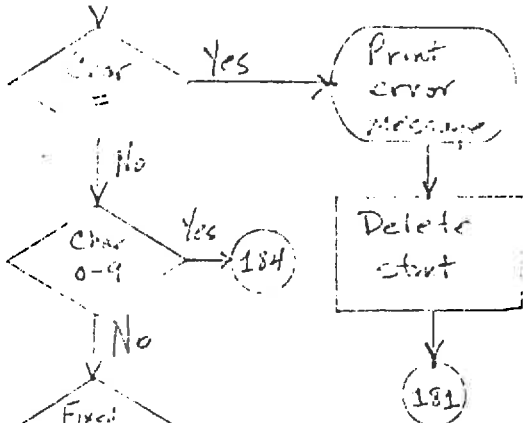 Char
=
Yes
Print
error
message
No
Char
0-9
Yes
184
Delete
start
No
181
Fixed